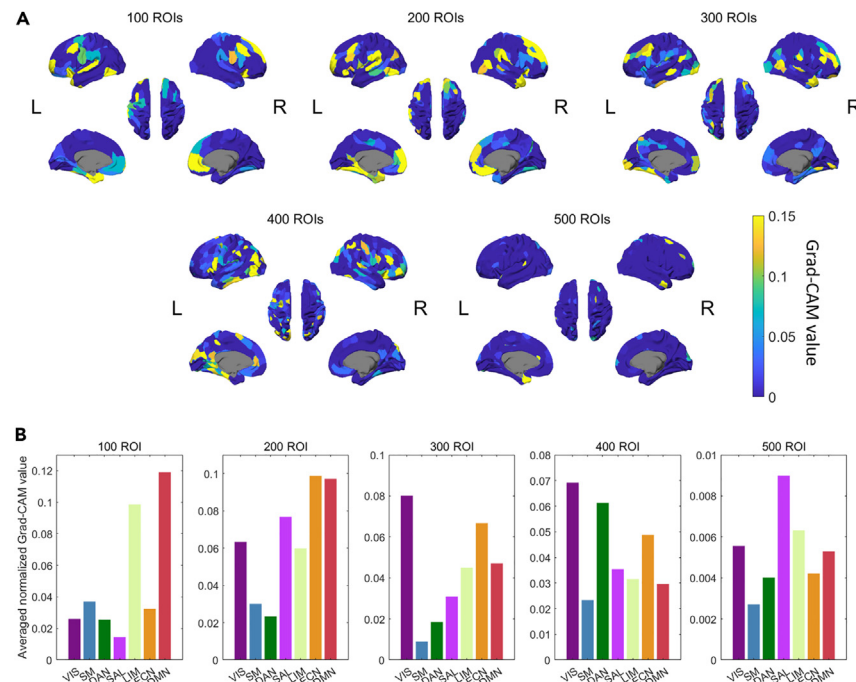 A
100 ROIs
200 ROIs
300 ROIs
L
R
L
R
L
R
400 ROIs
500 ROIs
L
R
L
R
0.15
0.1
0.05
0
Grad-CAM value
B
100 ROI
200 ROI
300 ROI
400 ROI
500 ROI
Averaged normalized Grad-CAM value
0.12
0.1
0.08
0.06
0.04
0.02
0
0.1
0.08
0.06
0.04
0.02
0
0.1
0.08
0.06
0.04
0.02
0
0.08
0.07
0.06
0.05
0.04
0.03
0.02
0.01
0.00
0.01
0.008
0.006
0.004
0.002
0
VIS SM DAN SAL LIM ECN DMN
VIS SM DAN SAL LIM ECN DMN
VIS SM DAN SAL LIM ECN DMN
VIS SM DAN SAL LIM ECN DMN
VIS SM DAN SAL LIM ECN DMN